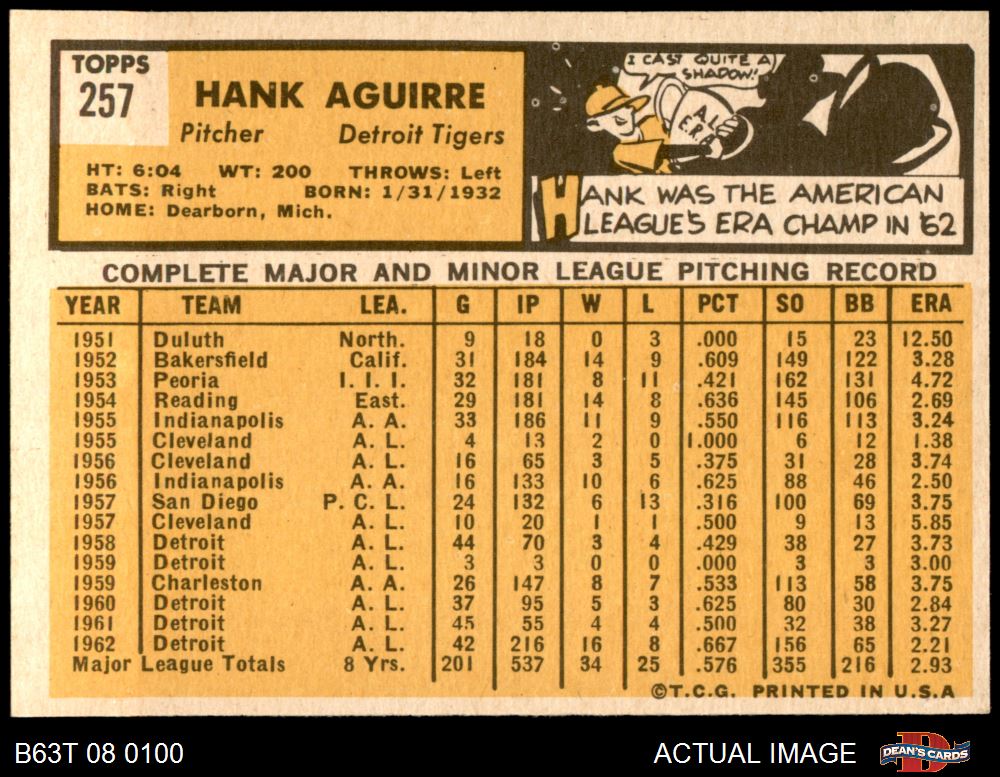 TOPPS
257
HANK AGUIRRE
Pitcher Detroit Tigers
HT: 6:04 WT: 200 THROWS: Left
BATS: Right BORN: 1/31/1932
HOME: Dearborn, Mich.
I CAST QUITE A
SHADOW!
A.L.
E.R.A.
HANK WAS THE AMERICAN
LEAGUE'S ERA CHAMP IN '62
COMPLETE MAJOR AND MINOR LEAGUE PITCHING RECORD
YEAR TEAM LEA. G IP W L PCT SO BB ERA
1951 Duluth North. 9 18 0 3 .000 15 23 12.50
1952 Bakersfield Calif. 31 184 14 9 .609 149 122 3.28
1953 Peoria I. I. I. 32 181 8 11 .421 162 131 4.72
1954 Reading East. 29 181 14 8 .636 145 106 2.69
1955 Indianapolis A. A. 33 186 11 9 .550 116 113 3.24
1955 Cleveland A. L. 4 13 2 0 1.000 6 12 1.38
1956 Cleveland A. L. 16 65 3 5 .375 31 28 3.74
1956 Indianapolis A. A. 16 133 10 6 .625 88 46 2.50
1957 San Diego P. C. L. 24 132 6 13 .316 100 69 3.75
1957 Cleveland A. L. 10 20 1 1 .500 9 13 5.85
1958 Detroit A. L. 44 70 3 4 .429 38 27 3.73
1959 Detroit A. L. 3 3 0 0 .000 3 3 3.00
1959 Charleston A. A. 26 147 8 7 .533 113 58 3.75
1960 Detroit A. L. 37 95 5 3 .625 80 30 2.84
1961 Detroit A. L. 45 55 4 4 .500 32 38 3.27
1962 Detroit A. L. 42 216 16 8 .667 156 65 2.21
Major League Totals 8 Yrs. 201 537 34 25 .576 355 216 2.93
©T.C.G. PRINTED IN U.S.A
B63T 08 0100 ACTUAL IMAGE DEAN'S CARDS